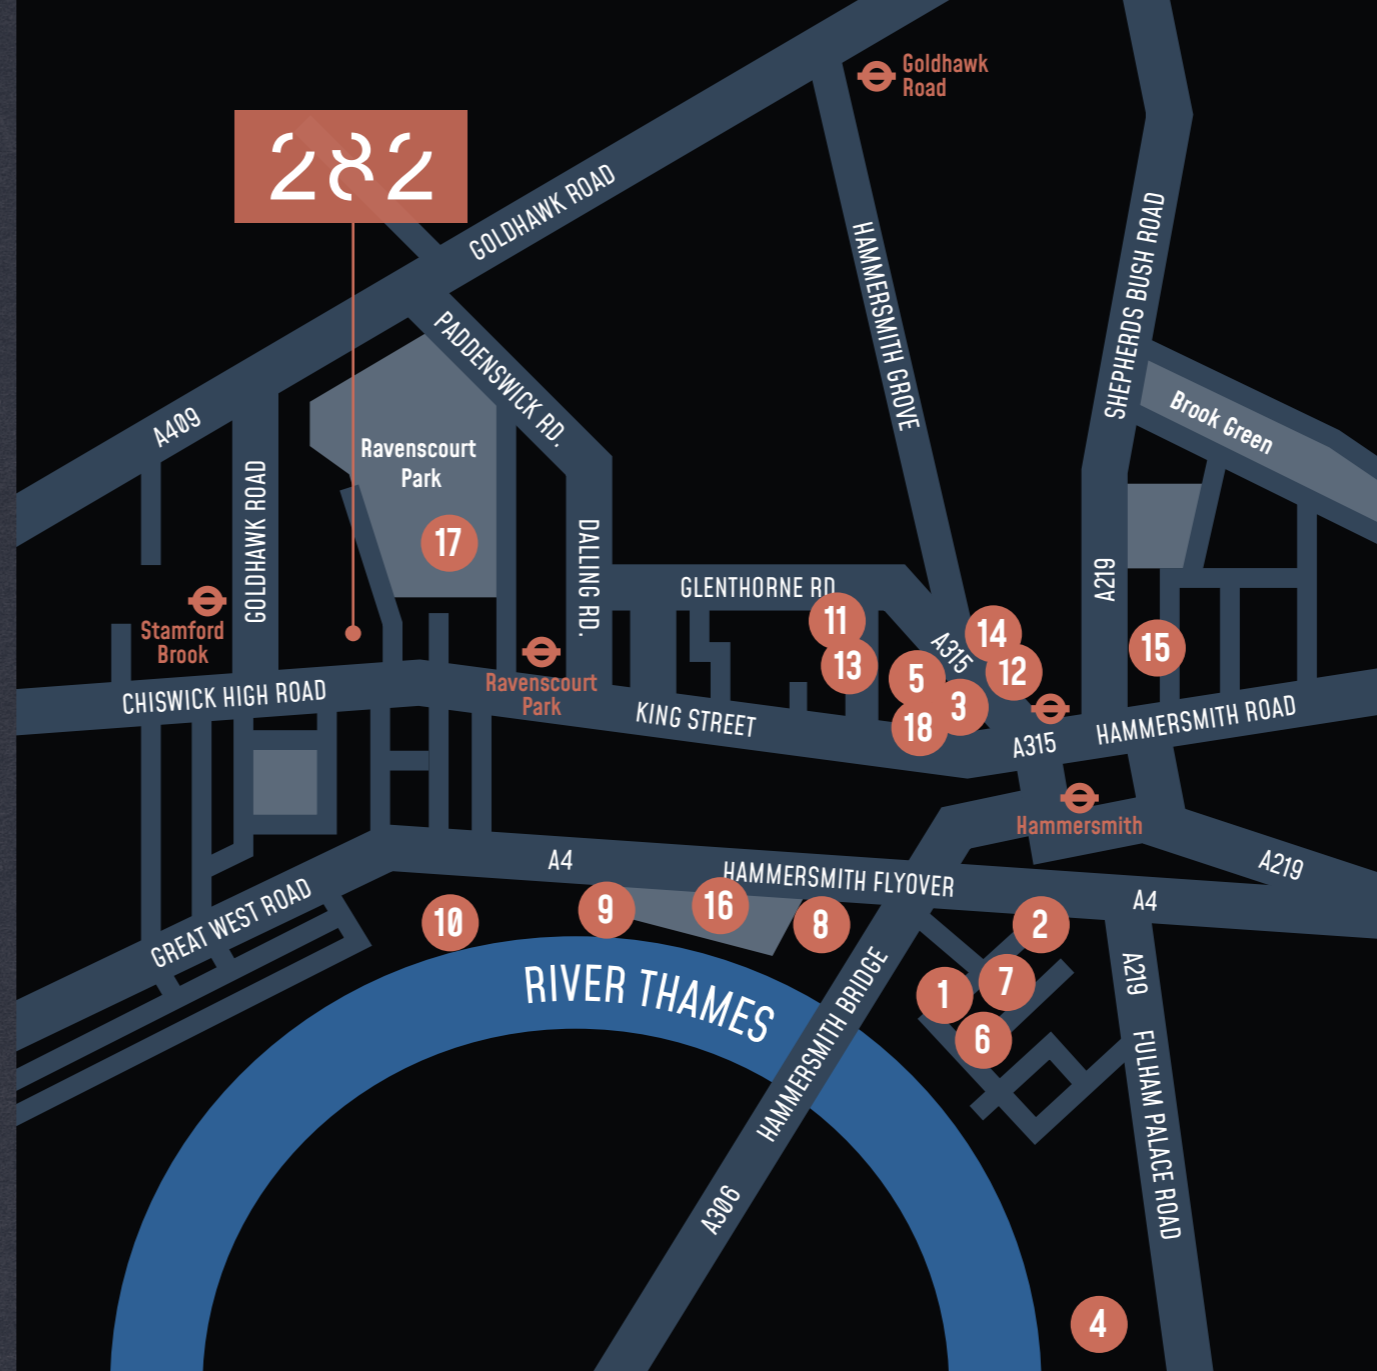 Goldhawk
Road
282
GOLDHAWK ROAD
HAMMERSMITH GROVE
SHEPHERDS BUSH ROAD
PADDENSWICK RD.
A409
Brook Green
Ravenscourt
Park
GOLDHAWK ROAD
17
DALLING RD.
A219
GLENTHORNE RD
Stamford
Brook
11
14
A315
13
15
5
12
Ravenscourt
Park
CHISWICK HIGH ROAD
3
KING STREET
18
HAMMERSMITH ROAD
A315
Hammersmith
A4
HAMMERSMITH FLYOVER
A219
A4
GREAT WEST ROAD
10
9
16
8
2
RIVER THAMES
HAMMERSMITH BRIDGE
1
7
A219
6
FULHAM PALACE ROAD
A306
4